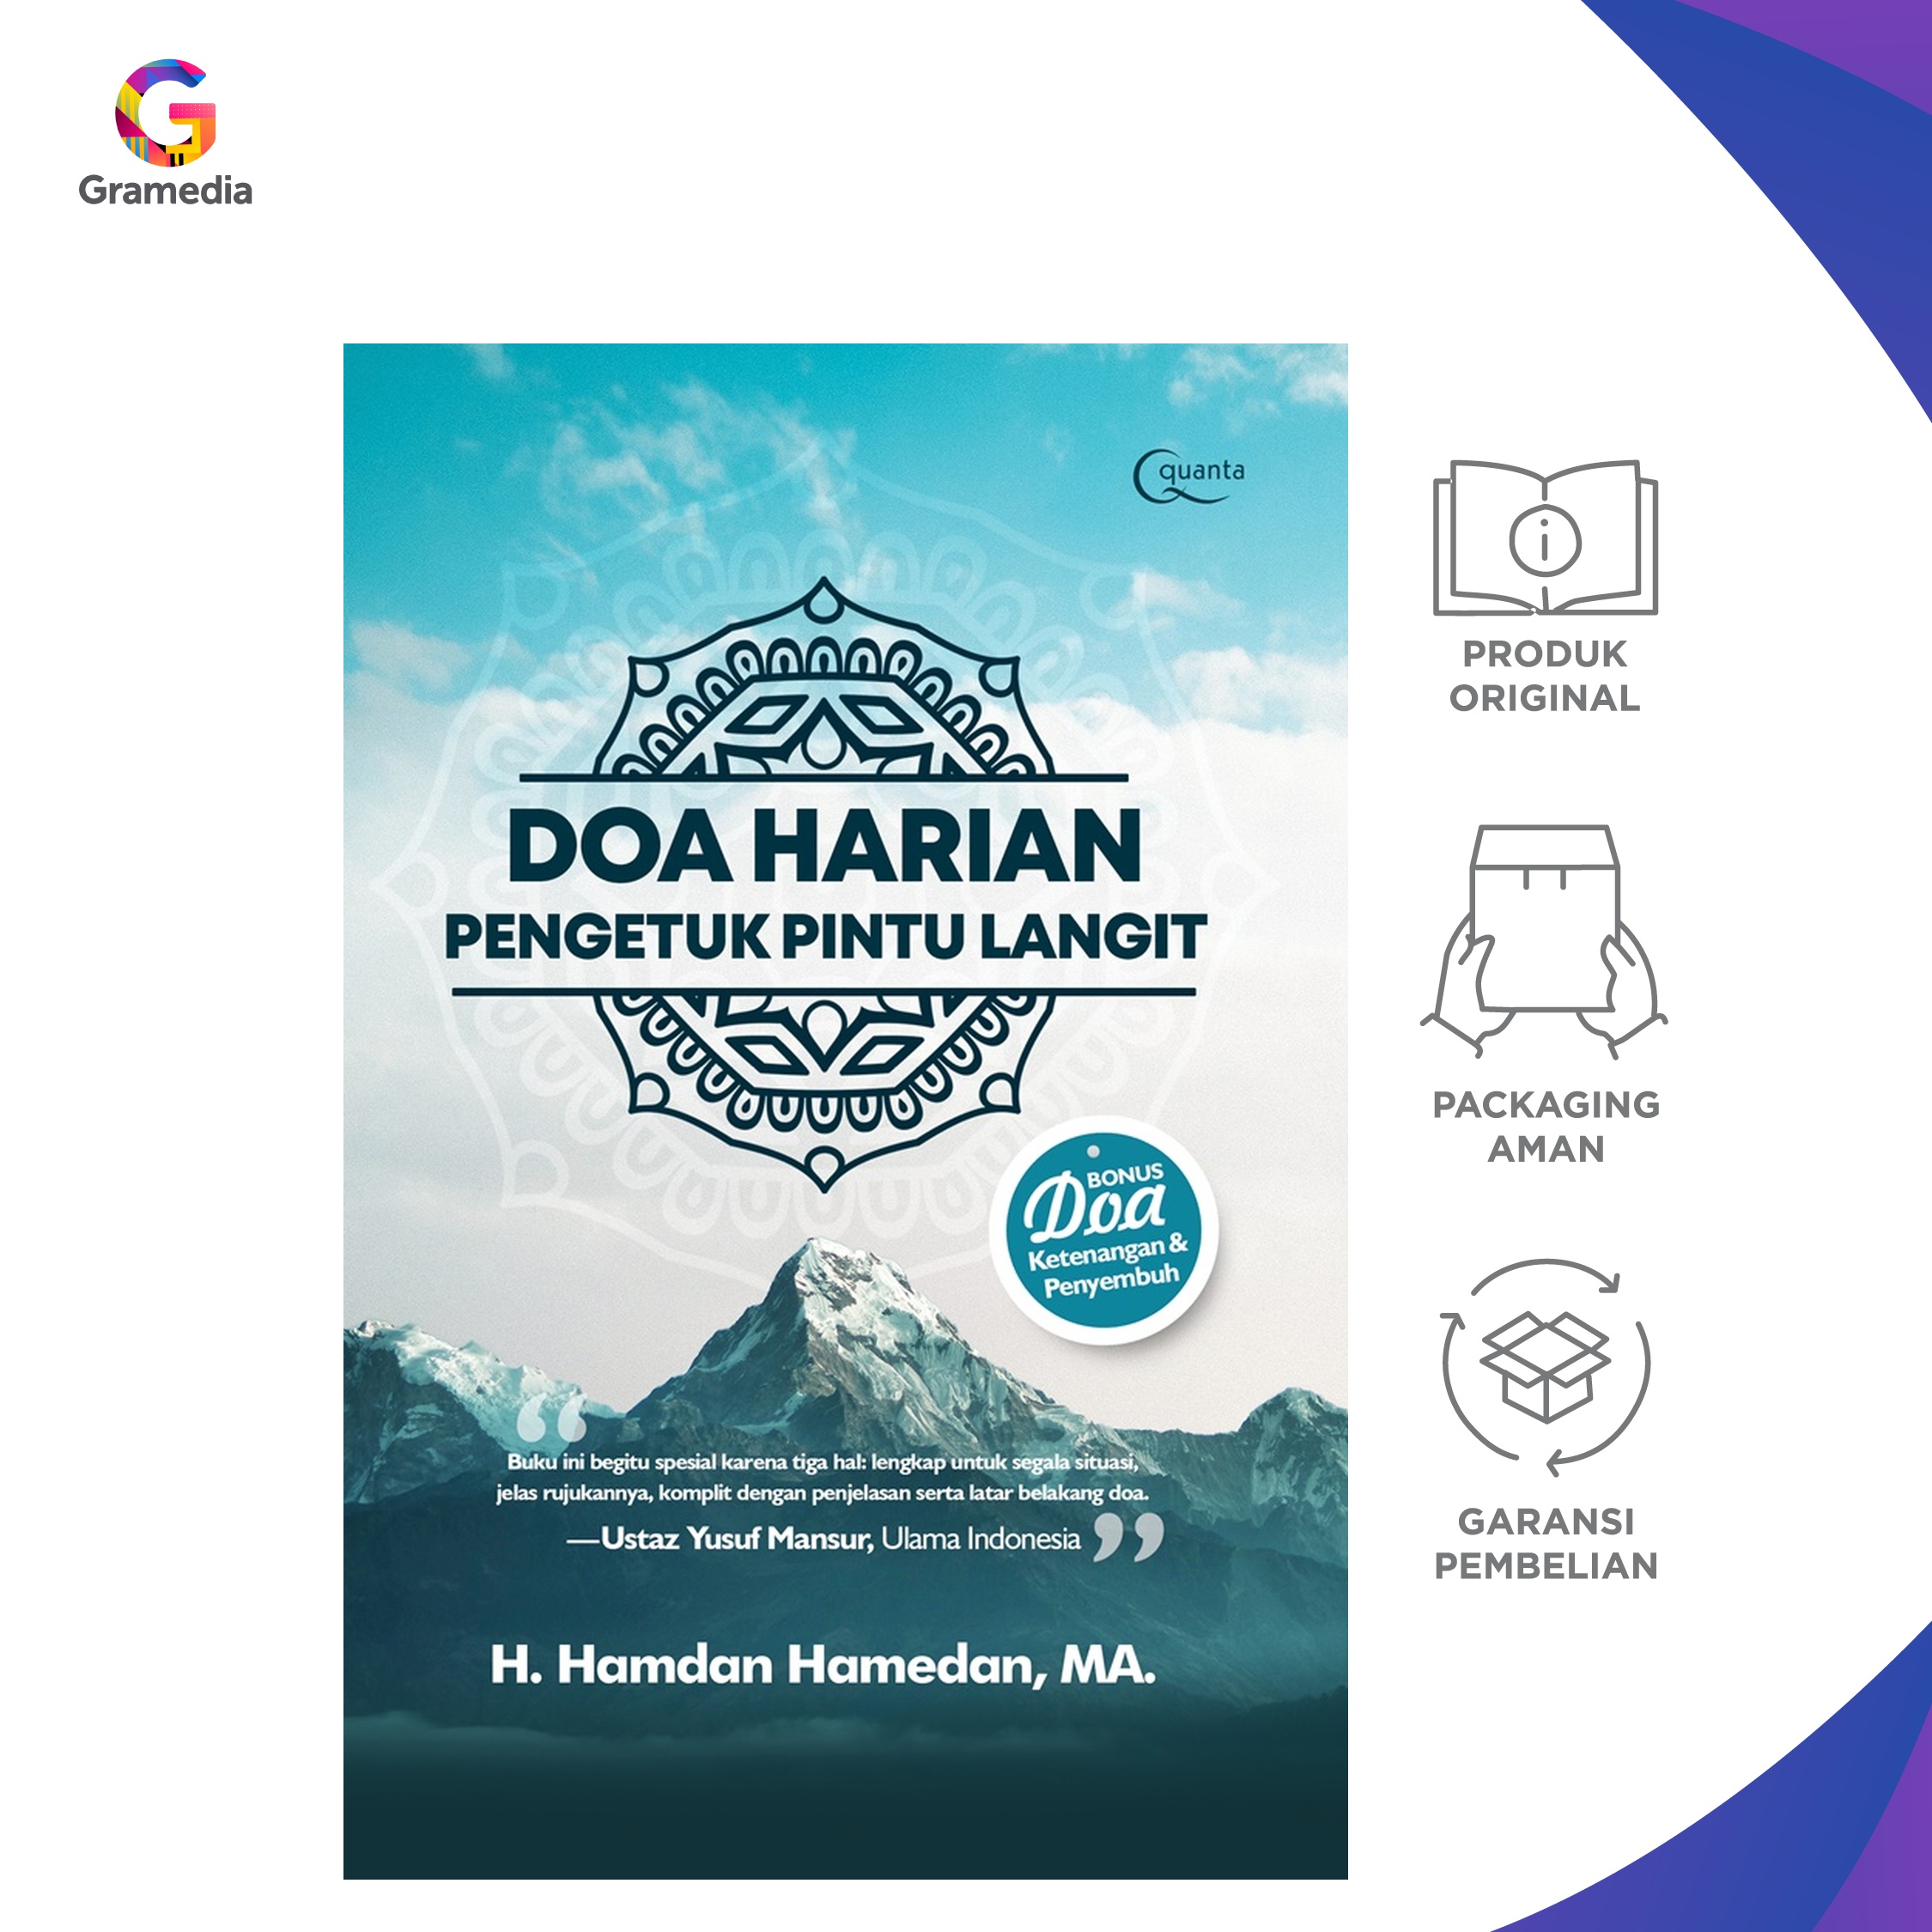 Gramedia
quanta
DOA HARIAN
PENGETUK PINTU LANGIT
BONUS
Doa
Ketenangan &
Penyembuh
“
Buku ini begitu spesial karena tiga hal: lengkap untuk segala situasi,
jelas rujukannya, komplit dengan penjelasan serta latar belakang doa.
—Ustaz Yusuf Mansur, Ulama Indonesia ”
H. Hamdan Hamedan, MA.
PRODUK
ORIGINAL
PACKAGING
AMAN
GARANSI
PEMBELIAN